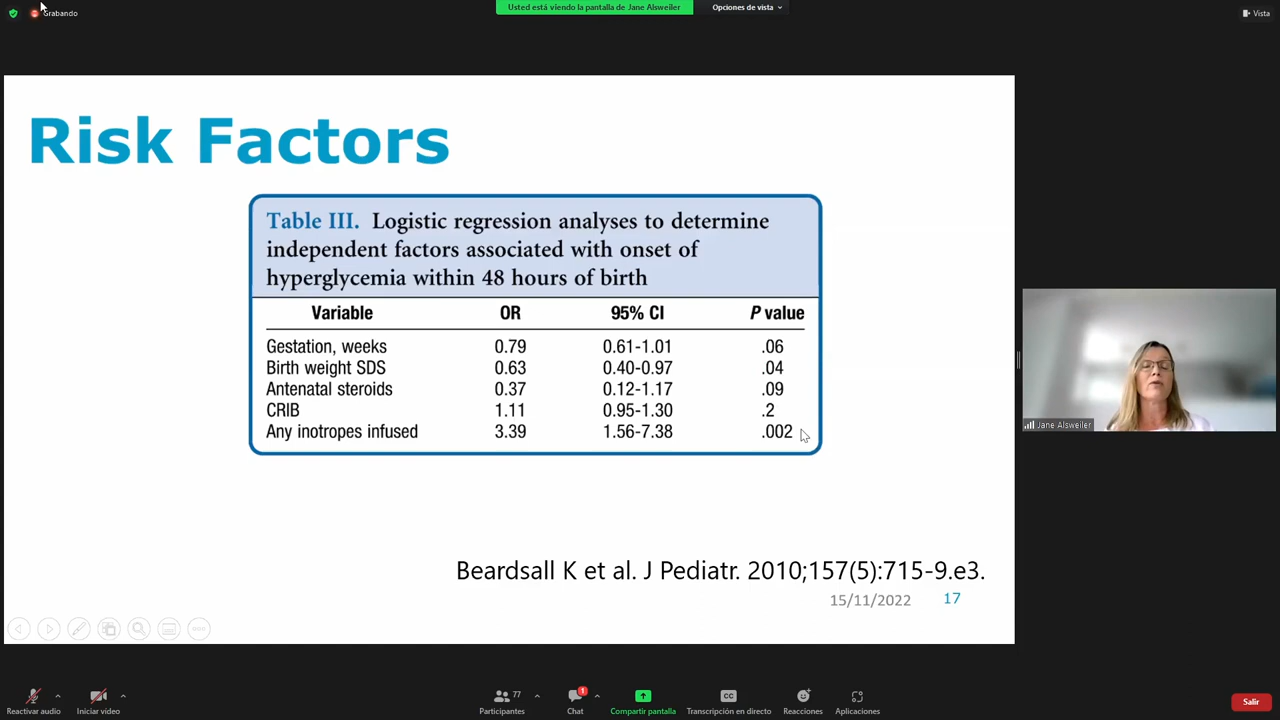 Grabando
Usted está viendo la pantalla de Jane Alsweiler
Opciones de vista
Vista
Risk Factors
Table III. Logistic regression analyses to determine
independent factors associated with onset of
hyperglycemia within 48 hours of birth
Variable OR 95% CI P value
Gestation, weeks 0.79 0.61-1.01 .06
Birth weight SDS 0.63 0.40-0.97 .04
Antenatal steroids 0.37 0.12-1.17 .09
CRIB 1.11 0.95-1.30 .2
Any inotropes infused 3.39 1.56-7.38 .002
Jane Alsweiler
Beardsall K et al. J Pediatr. 2010;157(5):715-9.e3.
15/11/2022 17
77
1
CC
Reactivar audio
Iniciar video
Participantes
Chat
Compartir pantalla
Transcripción en directo
Reacciones
Aplicaciones
Salir